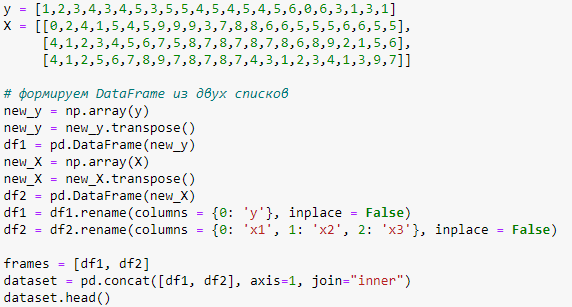 y = [1,2,3,4,3,4,5,3,5,5,4,5,4,5,4,5,6,0,6,3,1,3,1]
X = [[0,2,4,1,5,4,5,9,9,9,3,7,8,8,6,6,5,5,5,6,6,5,5],
[4,1,2,3,4,5,6,7,5,8,7,8,7,8,7,8,6,8,9,2,1,5,6],
[4,1,2,5,6,7,8,9,7,8,7,8,7,4,3,1,2,3,4,1,3,9,7]]
# формируем DataFrame из двух списков
new_y = np.array(y)
new_y = new_y.transpose()
df1 = pd.DataFrame(new_y)
new_X = np.array(X)
new_X = new_X.transpose()
df2 = pd.DataFrame(new_X)
df1 = df1.rename(columns = {0: 'y'}, inplace = False)
df2 = df2.rename(columns = {0: 'x1', 1: 'x2', 2: 'x3'}, inplace = False)
frames = [df1, df2]
dataset = pd.concat([df1, df2], axis=1, join="inner")
dataset.head()